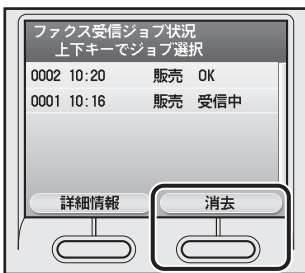 ファクス受信ジョブ状況
上下キーでジョブ選択
0002 10:20 販売 OK
0001 10:16 販売 受信中
詳細情報 消去